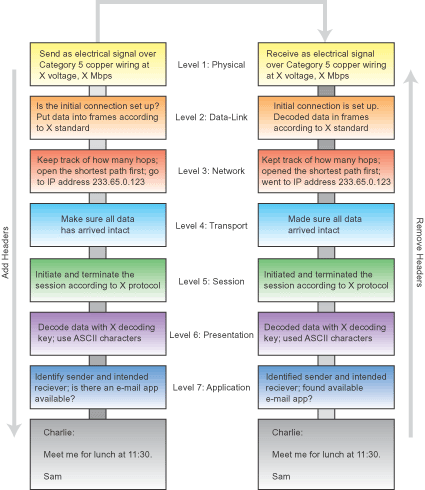 Send as electrical signal over
Category 5 copper wiring at
X voltage, X Mbps
Level 1: Physical
Receive as electrical signal
over Category 5 copper wiring
at X voltage, X Mbps
Is the initial connection set up?
Put data into frames according
to X standard
Level 2: Data-Link
Initial connection is set up.
Decoded data in frames
according to X standard
Keep track of how many hops;
open the shortest path first; go
to IP address 233.65.0.123
Level 3: Network
Kept track of how many hops;
opened the shortest path first;
went to IP address 233.65.0.123
Make sure all data
has arrived intact
Level 4: Transport
Made sure all data
arrived intact
Add Headers
Remove Headers
Initiate and terminate the
session according to X protocol
Level 5: Session
Initiated and terminated the
session according to X protocol
Decode data with X decoding
key; use ASCII characters
Level 6: Presentation
Decoded data with X decoding
key; used ASCII characters
Identify sender and intended
reciever; is there an e-mail app
available?
Level 7: Application
Identified sender and intended
reciever; found available
e-mail app?
Charlie:
Meet me for lunch at 11:30.
Sam
Charlie:
Meet me for lunch at 11:30.
Sam